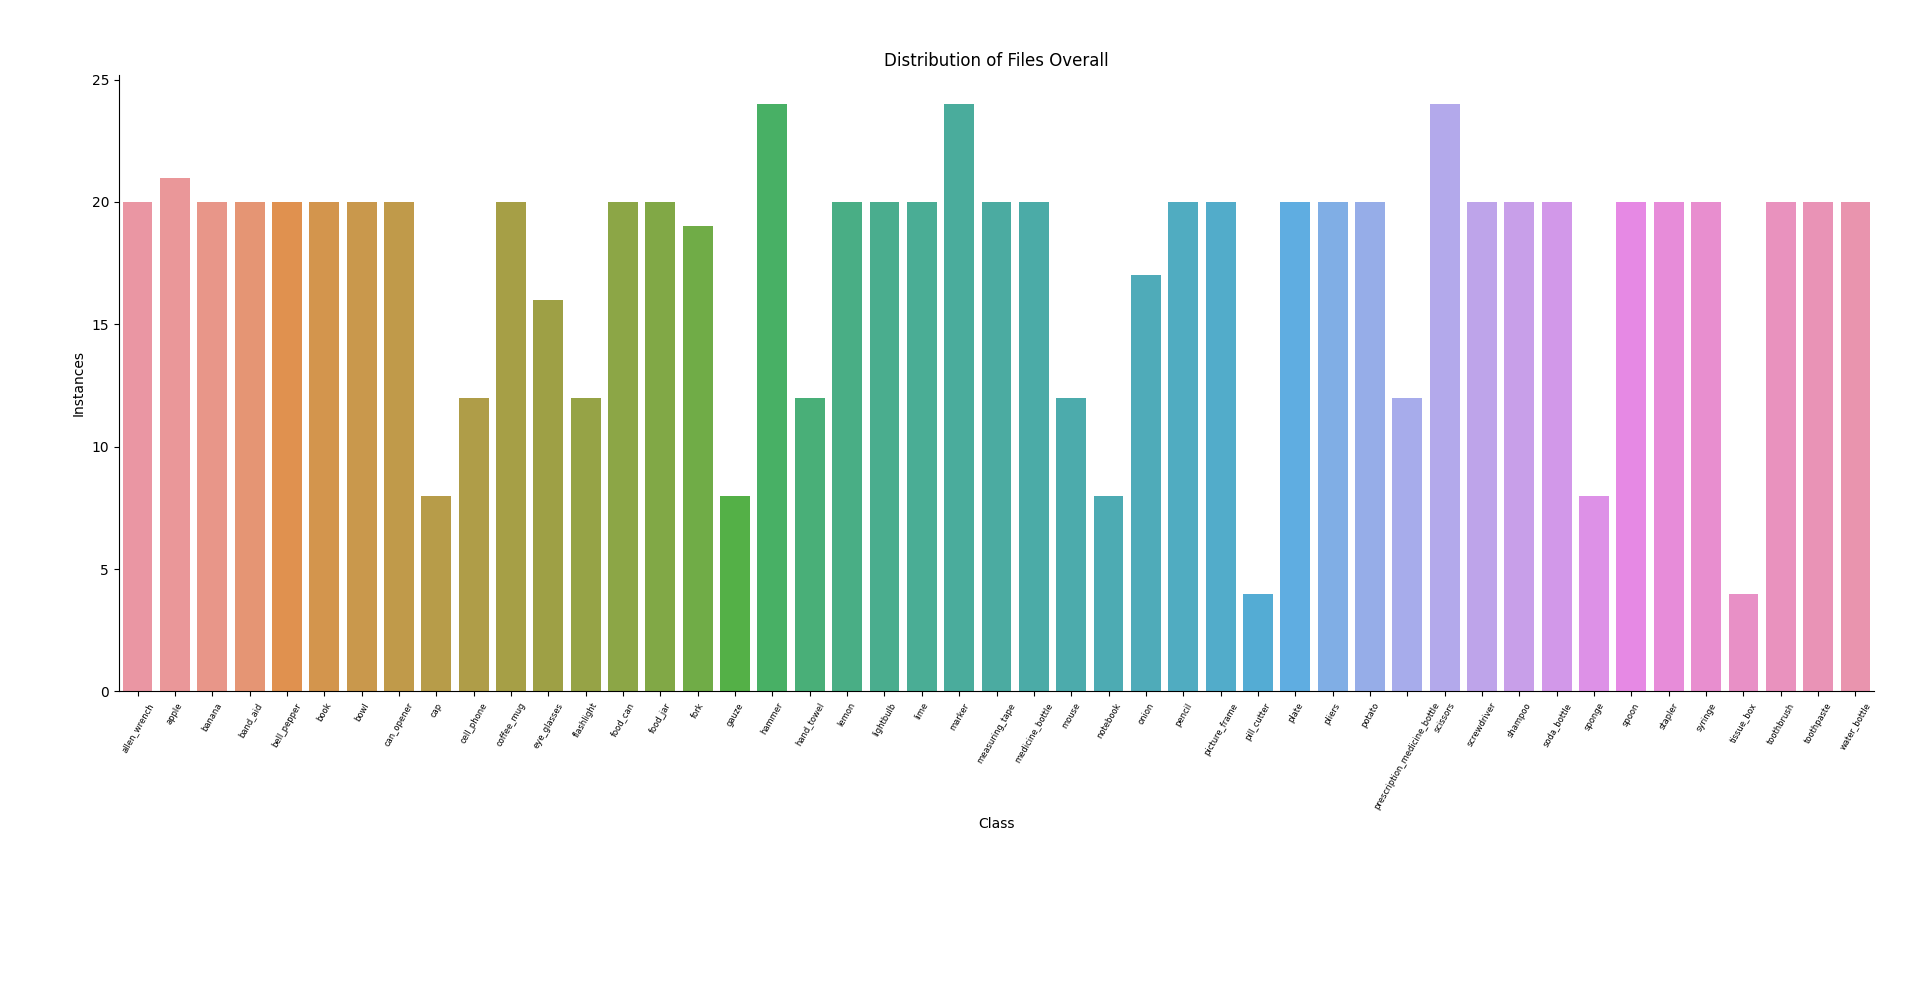 Distribution of Files Overall
25
20
15
10
5
0
Instances
allen_wrench
apple
banana
band_aid
bell_pepper
book
bowl
can_opener
cap
cell_phone
coffee_mug
eye_glasses
flashlight
food_can
food_jar
fork
gauze
hammer
hand_towel
lemon
lightbulb
lime
marker
measuring_tape
medicine_bottle
mouse
notebook
onion
pencil
picture_frame
pill_cutter
plate
pliers
potato
prescription_medicine_bottle
scissors
screwdriver
shampoo
soda_bottle
sponge
spoon
stapler
syringe
tissue_box
toothbrush
toothpaste
water_bottle
Class